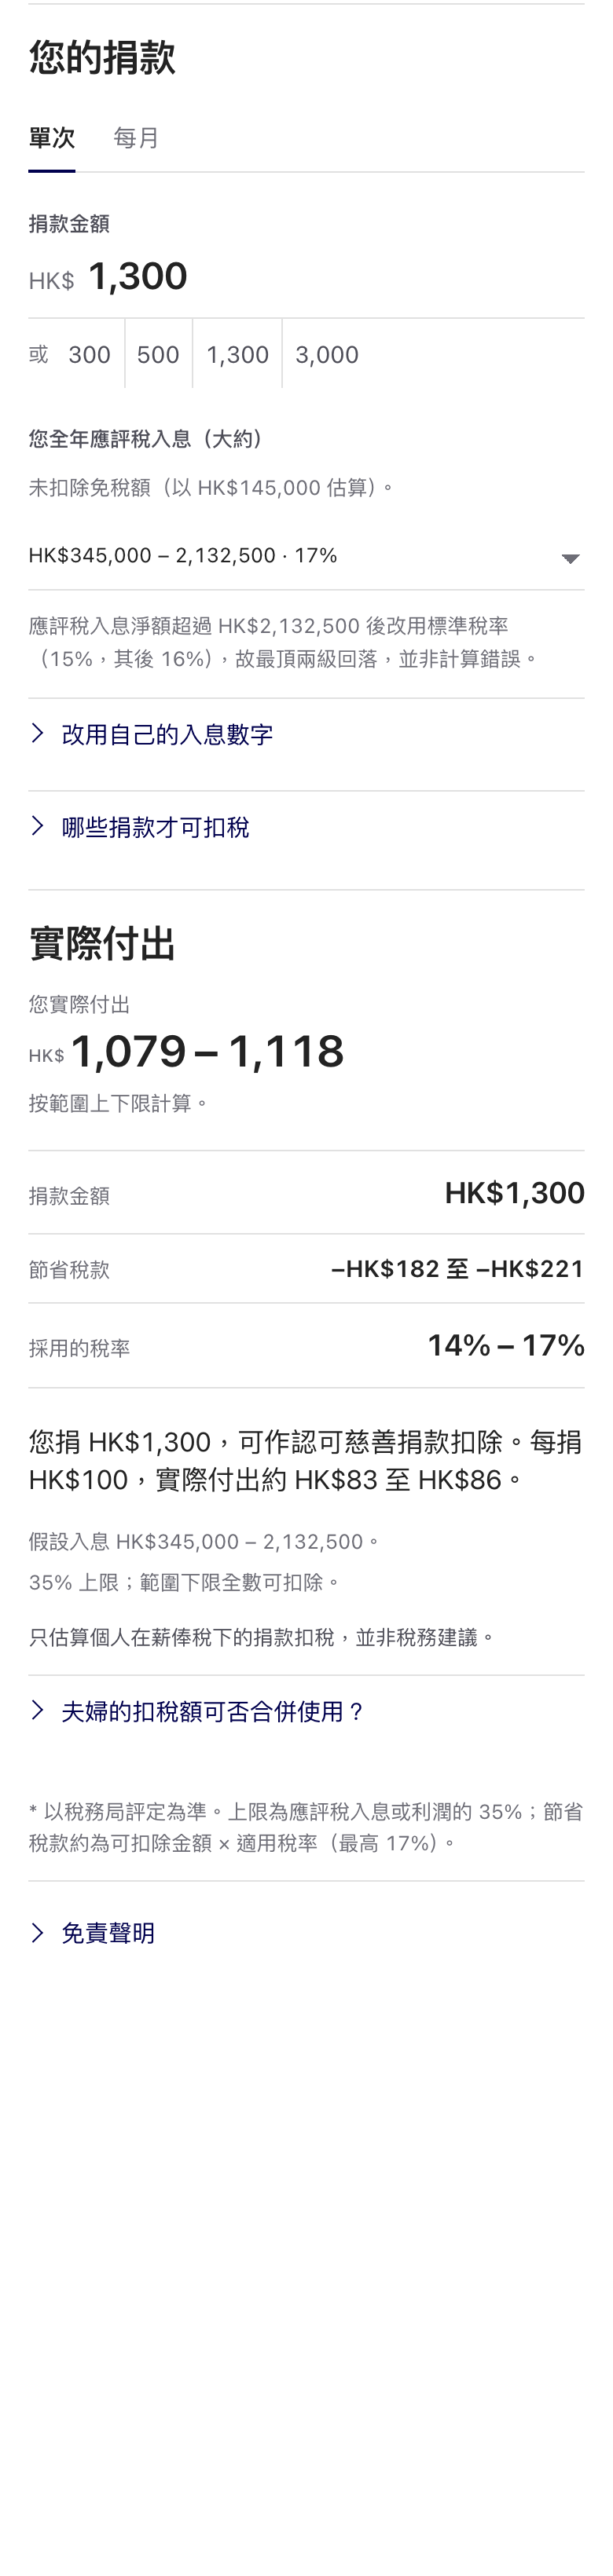 您的捐款
單次 每月
捐款金額
HK$ 1,300
或 300 500 1,300 3,000
您全年應評稅入息（大約）
未扣除免稅額（以 HK$145,000 估算）。
HK$345,000 – 2,132,500 · 17%
應評稅入息淨額超過 HK$2,132,500 後改用標準稅率
（15%，其後 16%），故最頂兩級回落，並非計算錯誤。
改用自己的入息數字
哪些捐款才可扣稅
實際付出
您實際付出
HK$ 1,079 – 1,118
按範圍上下限計算。
捐款金額 HK$1,300
節省稅款 –HK$182 至 –HK$221
採用的稅率 14% – 17%
您捐 HK$1,300，可作認可慈善捐款扣除。每捐
HK$100，實際付出約 HK$83 至 HK$86。
假設入息 HK$345,000 – 2,132,500。
35% 上限；範圍下限全數可扣除。
只估算個人在薪俸稅下的捐款扣稅，並非稅務建議。
夫婦的扣稅額可否合併使用？
* 以稅務局評定為準。上限為應評稅入息或利潤的 35%；節省
稅款約為可扣除金額 × 適用稅率（最高 17%）。
免責聲明